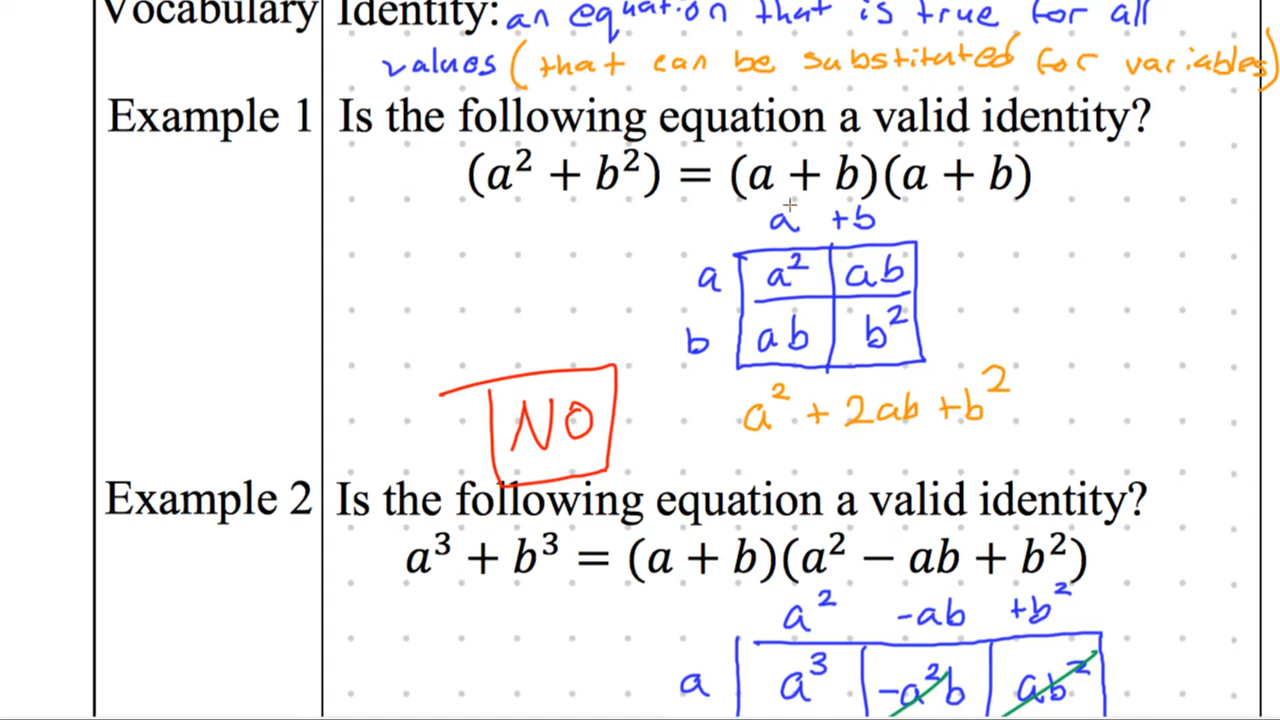 Vocabulary Identity: an equation that is true for all
values (that can be substituted for variables)
Example 1 Is the following equation a valid identity?
(a² + b²) = (a + b)(a + b)
a +b
a a² ab
b ab b²
a² + 2ab + b²
NO
Example 2 Is the following equation a valid identity?
a³ + b³ = (a + b)(a² − ab + b²)
a² -ab +b²
a a³ -a²b ab²